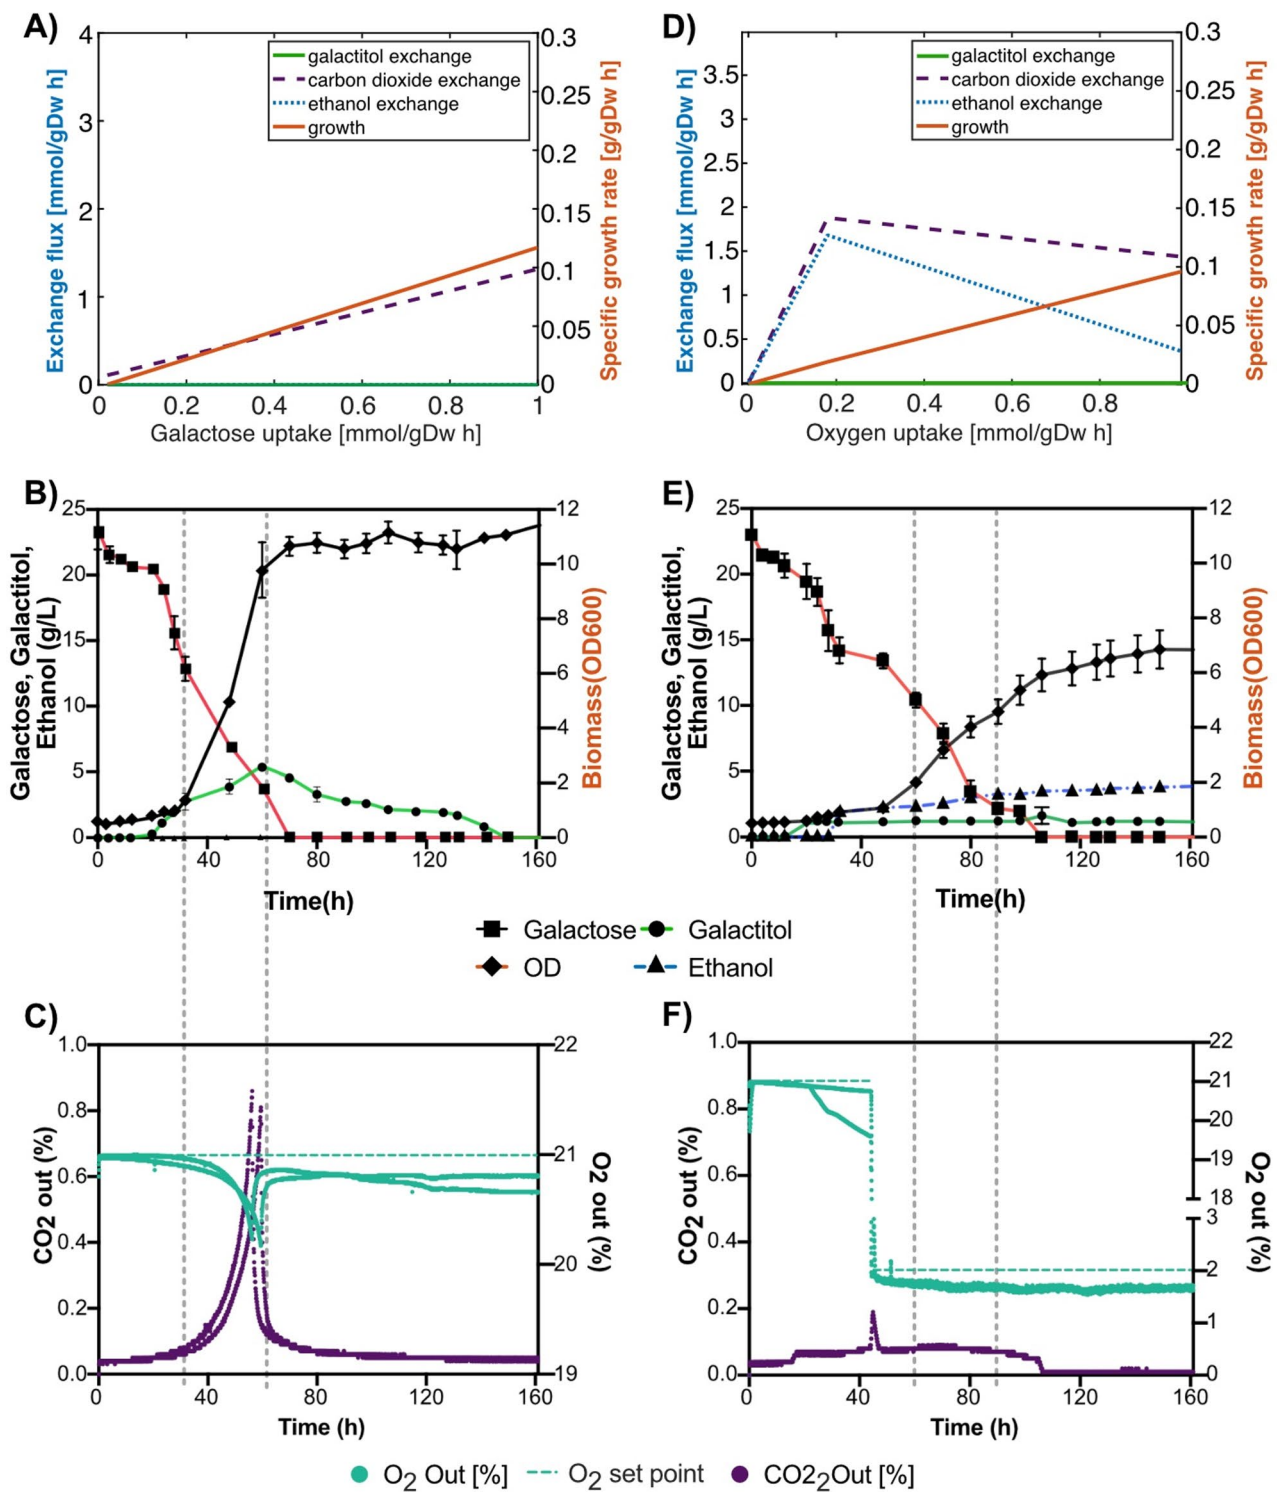 A)
4
3
2
1
0
0.3
0.25
0.2
0.15
0.1
0.05
0
galactitol exchange
carbon dioxide exchange
ethanol exchange
growth
Exchange flux [mmol/gDw h]
Specific growth rate [g/gDw h]
0 0.2 0.4 0.6 0.8 1
Galactose uptake [mmol/gDw h]
D)
3.5
3
2.5
2
1.5
1
0.5
0
0.3
0.25
0.2
0.15
0.1
0.05
0
galactitol exchange
carbon dioxide exchange
ethanol exchange
growth
Exchange flux [mmol/gDw h]
Specific growth rate [g/gDw h]
0 0.2 0.4 0.6 0.8
Oxygen uptake [mmol/gDw h]
B)
25
20
15
10
5
0
12
10
8
6
4
2
0
Galactose, Galactitol,
Ethanol (g/L)
Biomass(OD600)
0 40 80 120 160
Time(h)
E)
25
20
15
10
5
0
12
10
8
6
4
2
0
Galactose, Galactitol,
Ethanol (g/L)
Biomass(OD600)
0 40 80 120 160
Time(h)
Galactose Galactitol
OD Ethanol
C)
1.0
0.8
0.6
0.4
0.2
0.0
22
21
20
19
CO2 out (%)
O2 out (%)
0 40 80 120 160
Time (h)
F)
1.0
0.8
0.6
0.4
0.2
0.0
22
21
20
19
18
3
2
1
0
CO2 out (%)
O2 out (%)
0 40 80 120 160
Time (h)
O2 Out [%] O2 set point CO22Out [%]